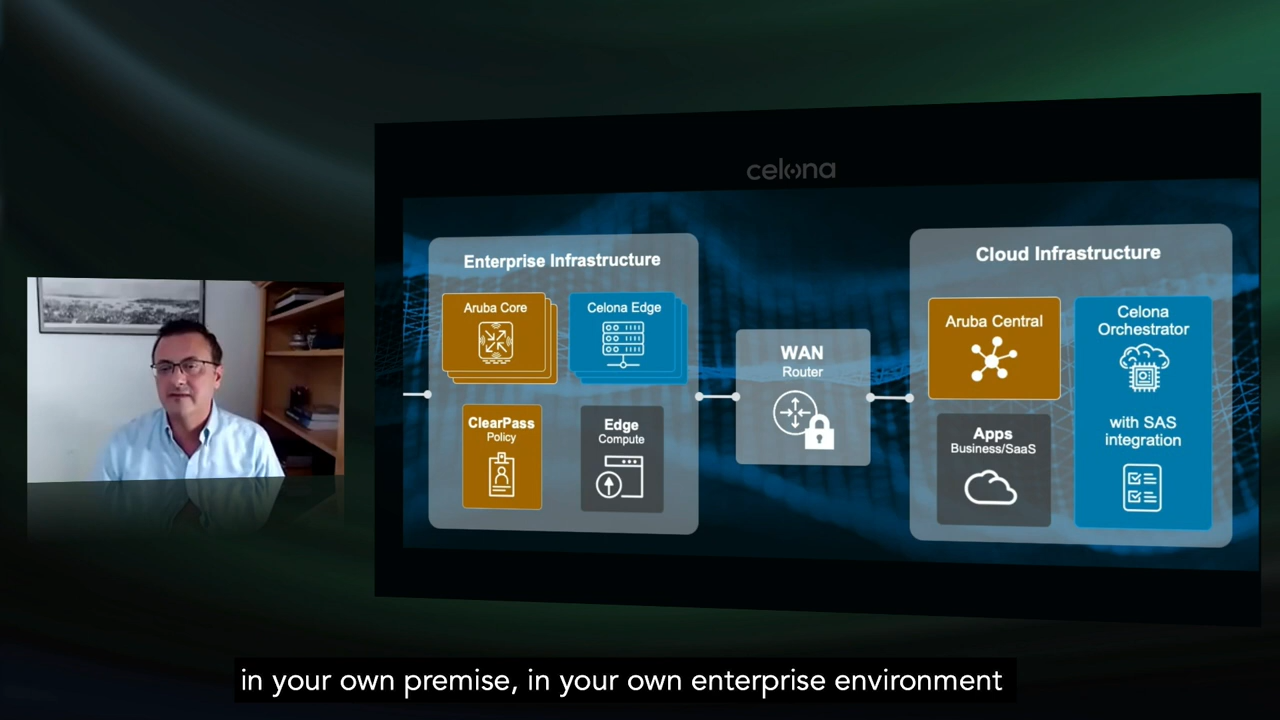 celona
Enterprise Infrastructure
Aruba Core
Celona Edge
ClearPass
Policy
Edge
Compute
WAN
Router
Cloud Infrastructure
Aruba Central
Apps
Business/SaaS
Celona
Orchestrator
with SAS
integration
in your own premise, in your own enterprise environment